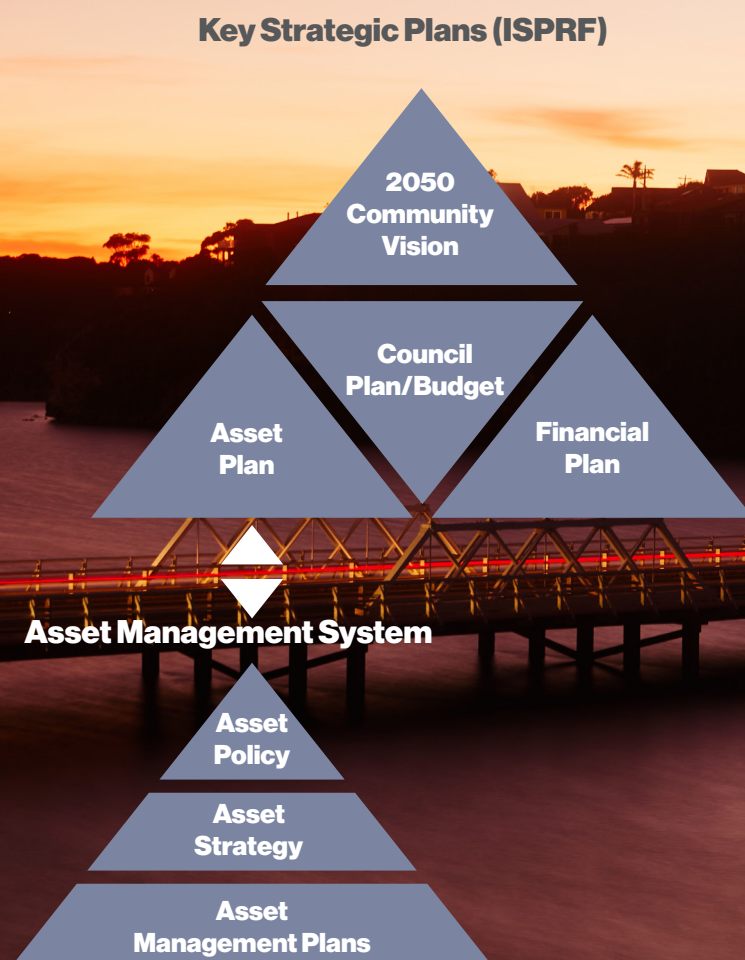 Key Strategic Plans (ISPRF)
2050
Community
Vision
Council
Plan/Budget
Asset
Plan
Financial
Plan
Asset Management System
Asset
Policy
Asset
Strategy
Asset
Management Plans